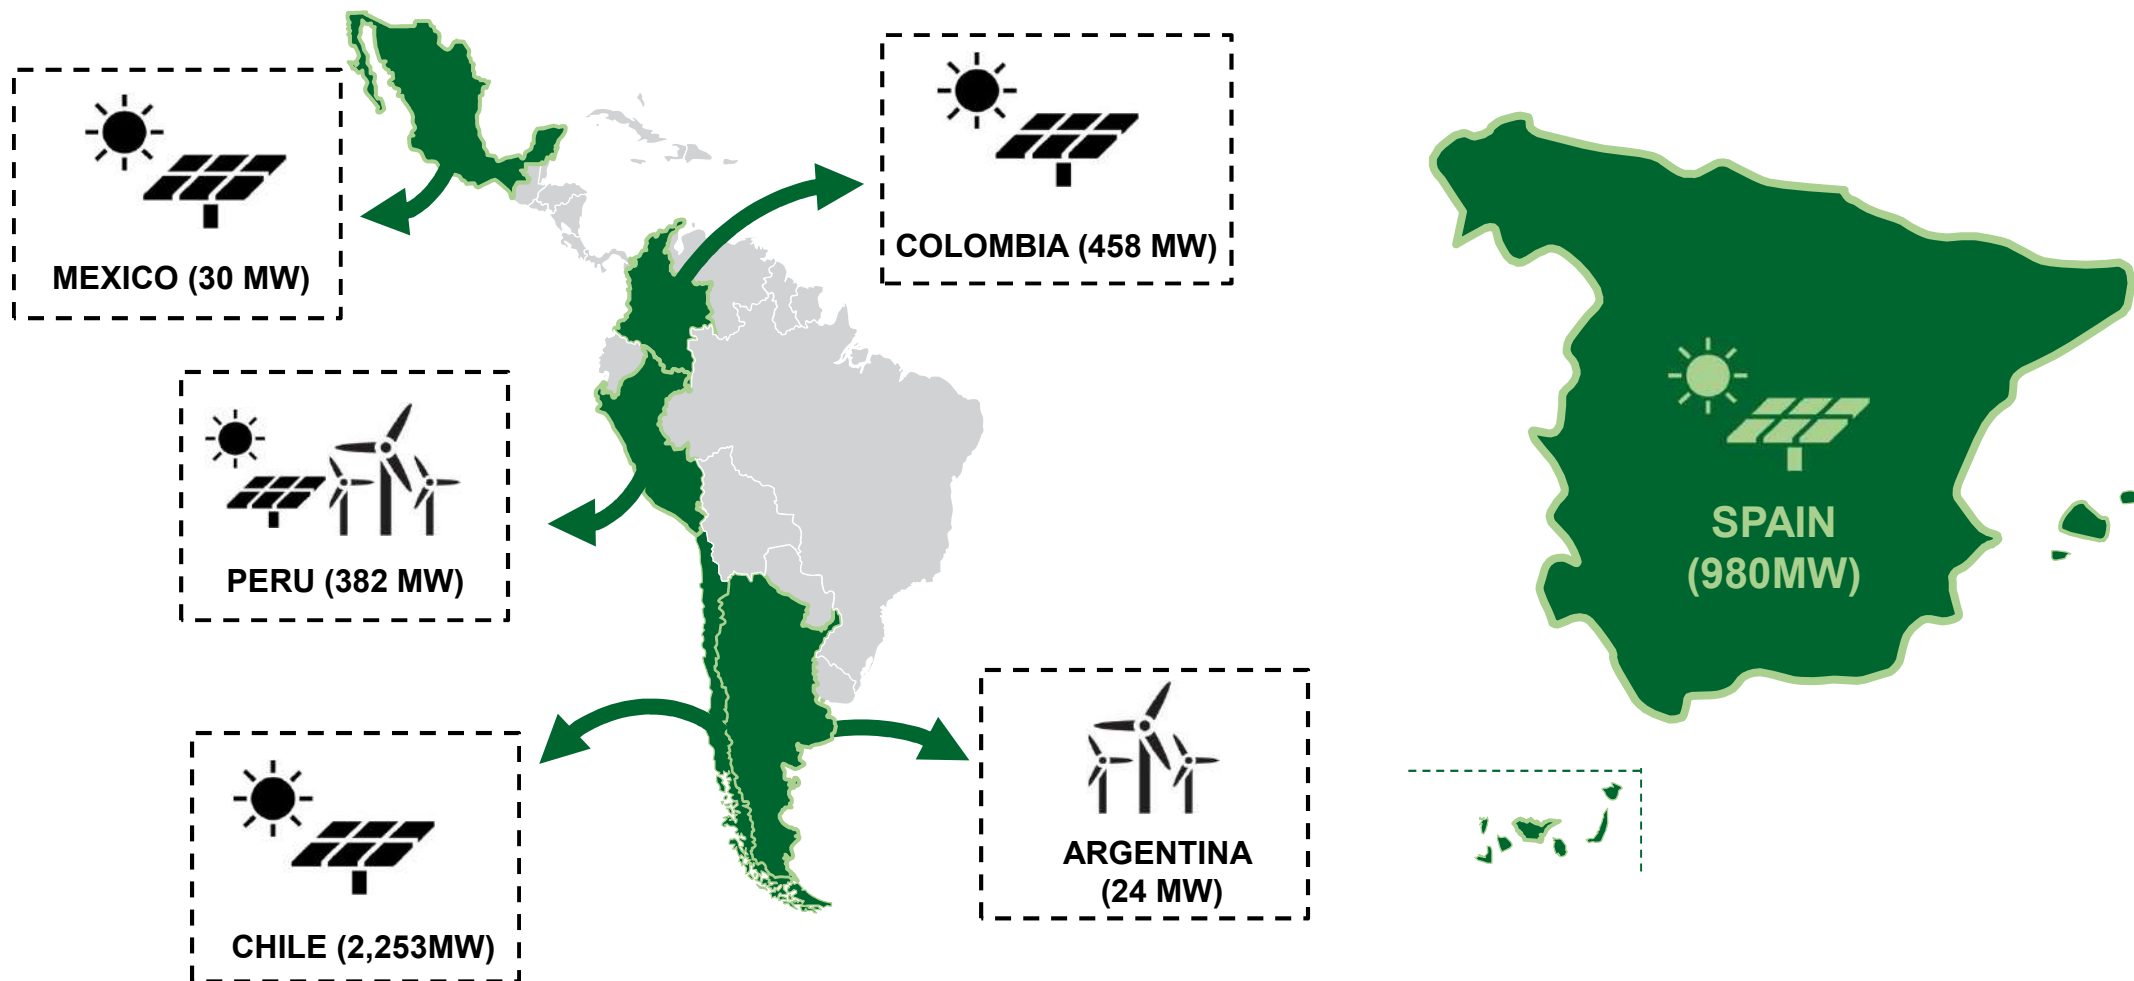 MEXICO (30 MW)
COLOMBIA (458 MW)
PERU (382 MW)
SPAIN
(980MW)
CHILE (2,253MW)
ARGENTINA
(24 MW)